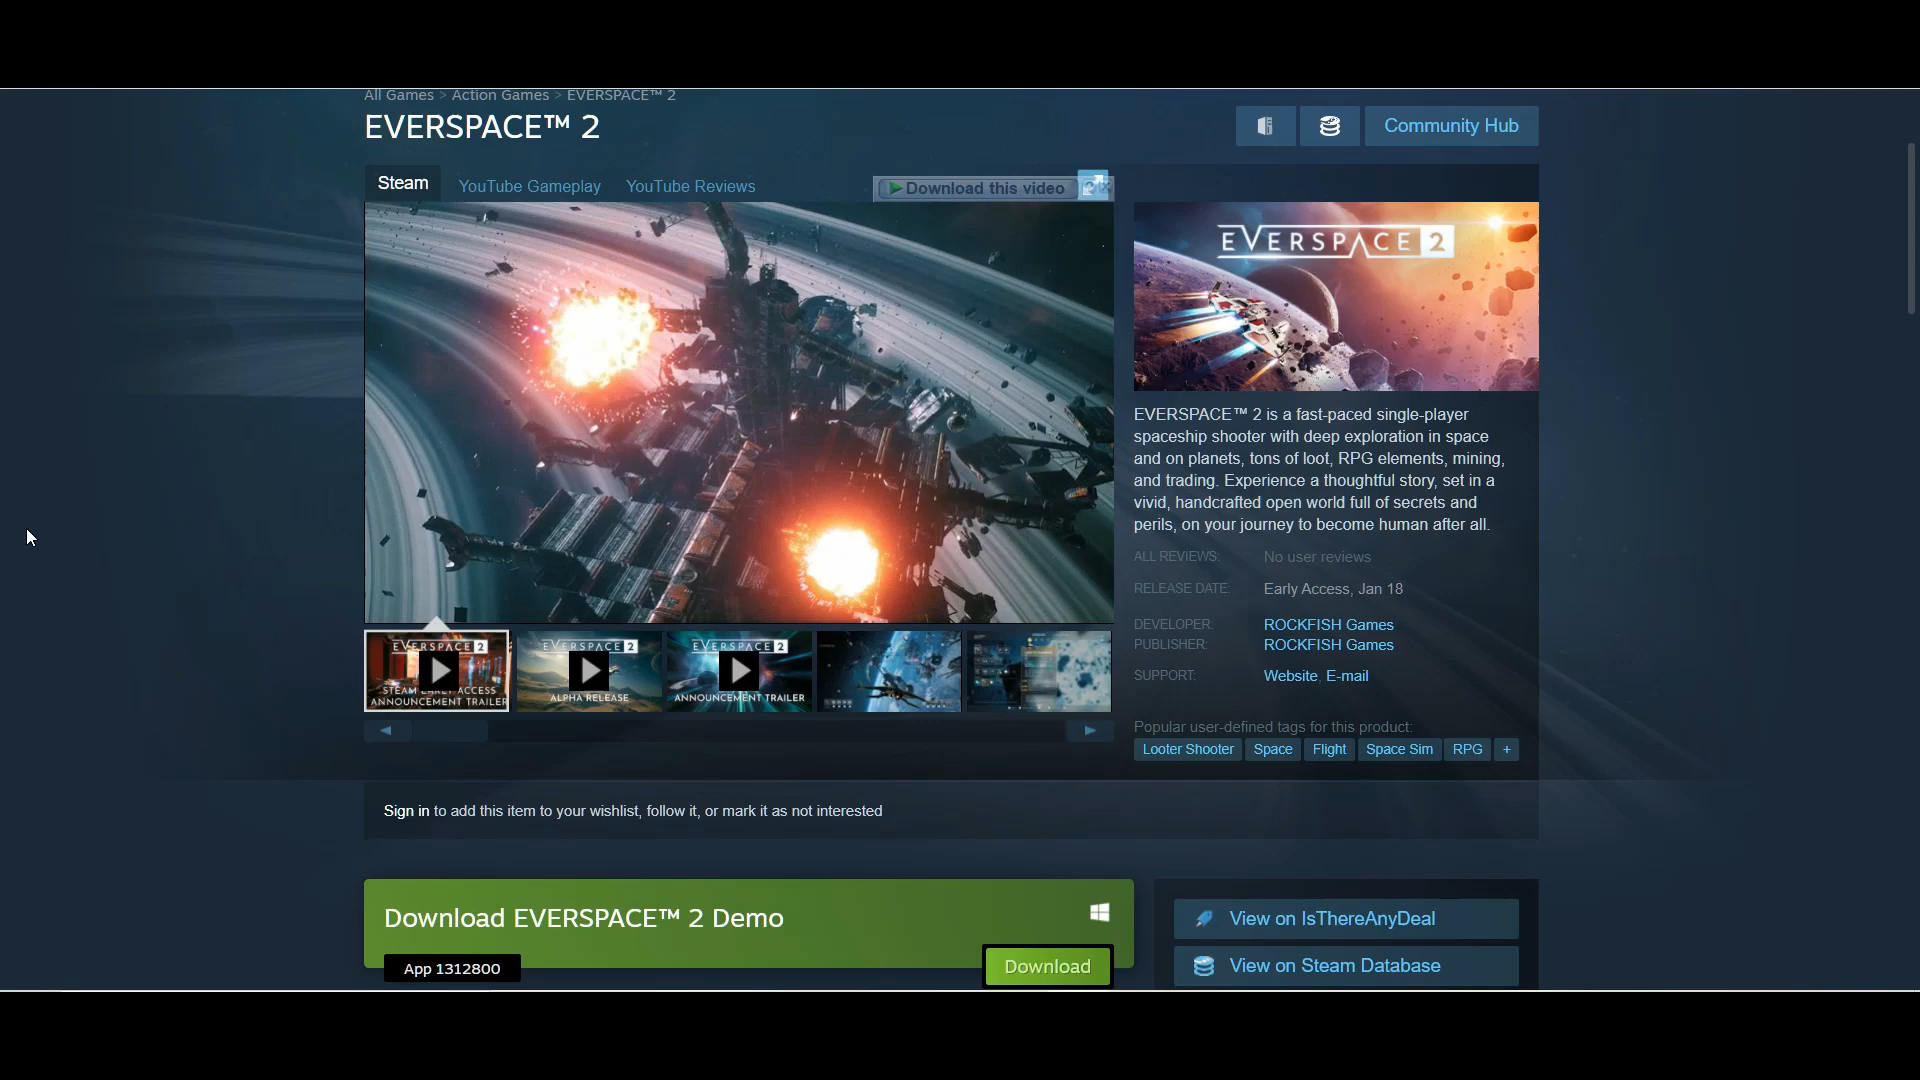 All Games > Action Games > EVERSPACE™ 2
EVERSPACE™ 2
Community Hub
Steam
YouTube Gameplay
YouTube Reviews
Download this video
EVERSPACE 2
EVERSPACE™ 2 is a fast-paced single-player
spaceship shooter with deep exploration in space
and on planets, tons of loot, RPG elements, mining,
and trading. Experience a thoughtful story, set in a
vivid, handcrafted open world full of secrets and
perils, on your journey to become human after all.
ALL REVIEWS: No user reviews
RELEASE DATE: Early Access, Jan 18
DEVELOPER: ROCKFISH Games
PUBLISHER: ROCKFISH Games
SUPPORT: Website, E-mail
Popular user-defined tags for this product:
Looter Shooter Space Flight Space Sim RPG +
EVERSPACE 2
STEAM EARLY ACCESS
ANNOUNCEMENT TRAILER
EVERSPACE 2
ALPHA RELEASE
EVERSPACE 2
ANNOUNCEMENT TRAILER
Sign in to add this item to your wishlist, follow it, or mark it as not interested
Download EVERSPACE™ 2 Demo
App 1312800
Download
View on IsThereAnyDeal
View on Steam Database